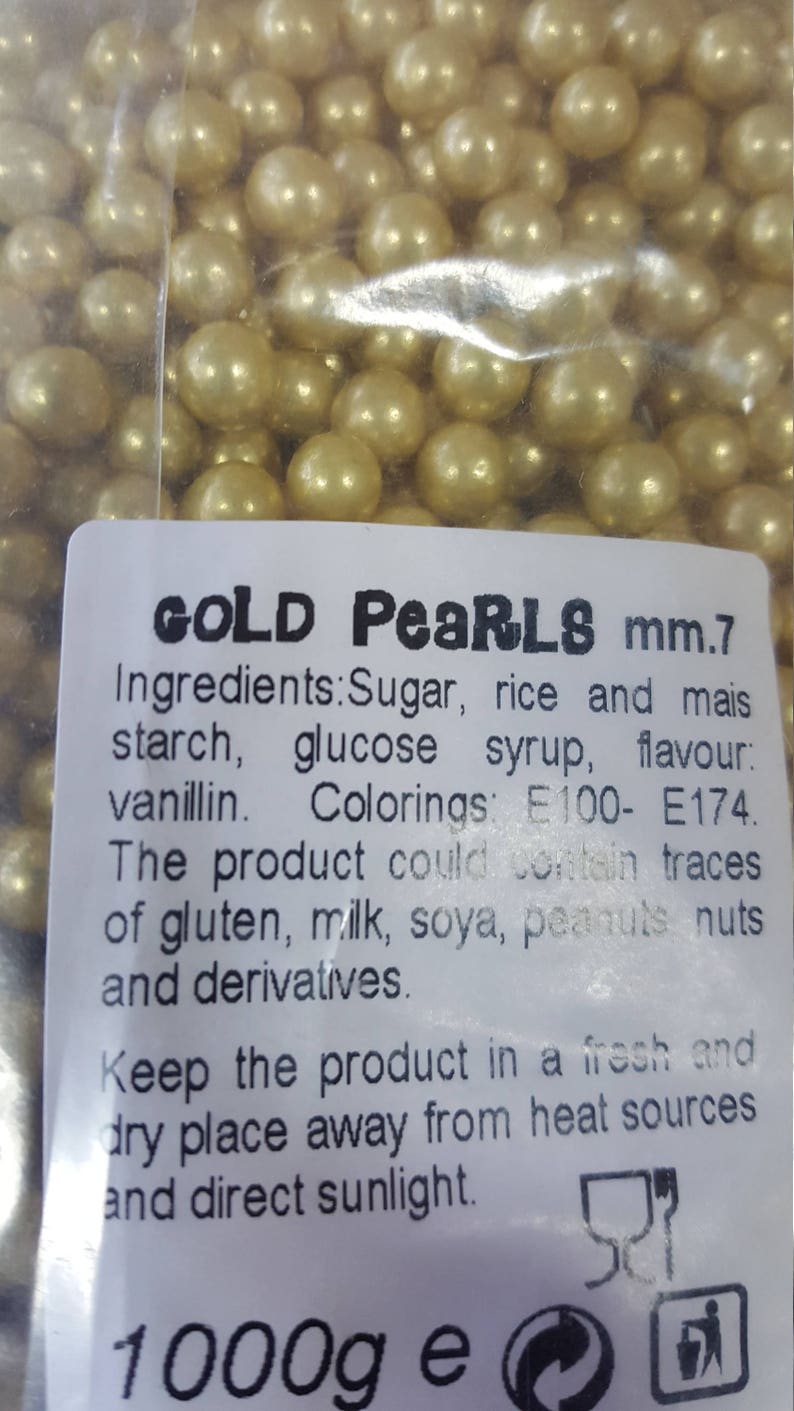 GOLD PeaRLS mm.7
Ingredients:Sugar, rice and mais
starch, glucose syrup, flavour:
vanillin. Colorings: E100- E174.
The product could contain traces
of gluten, milk, soya, peanuts nuts
and derivatives.
Keep the product in a fresh and
dry place away from heat sources
and direct sunlight.
1000g e